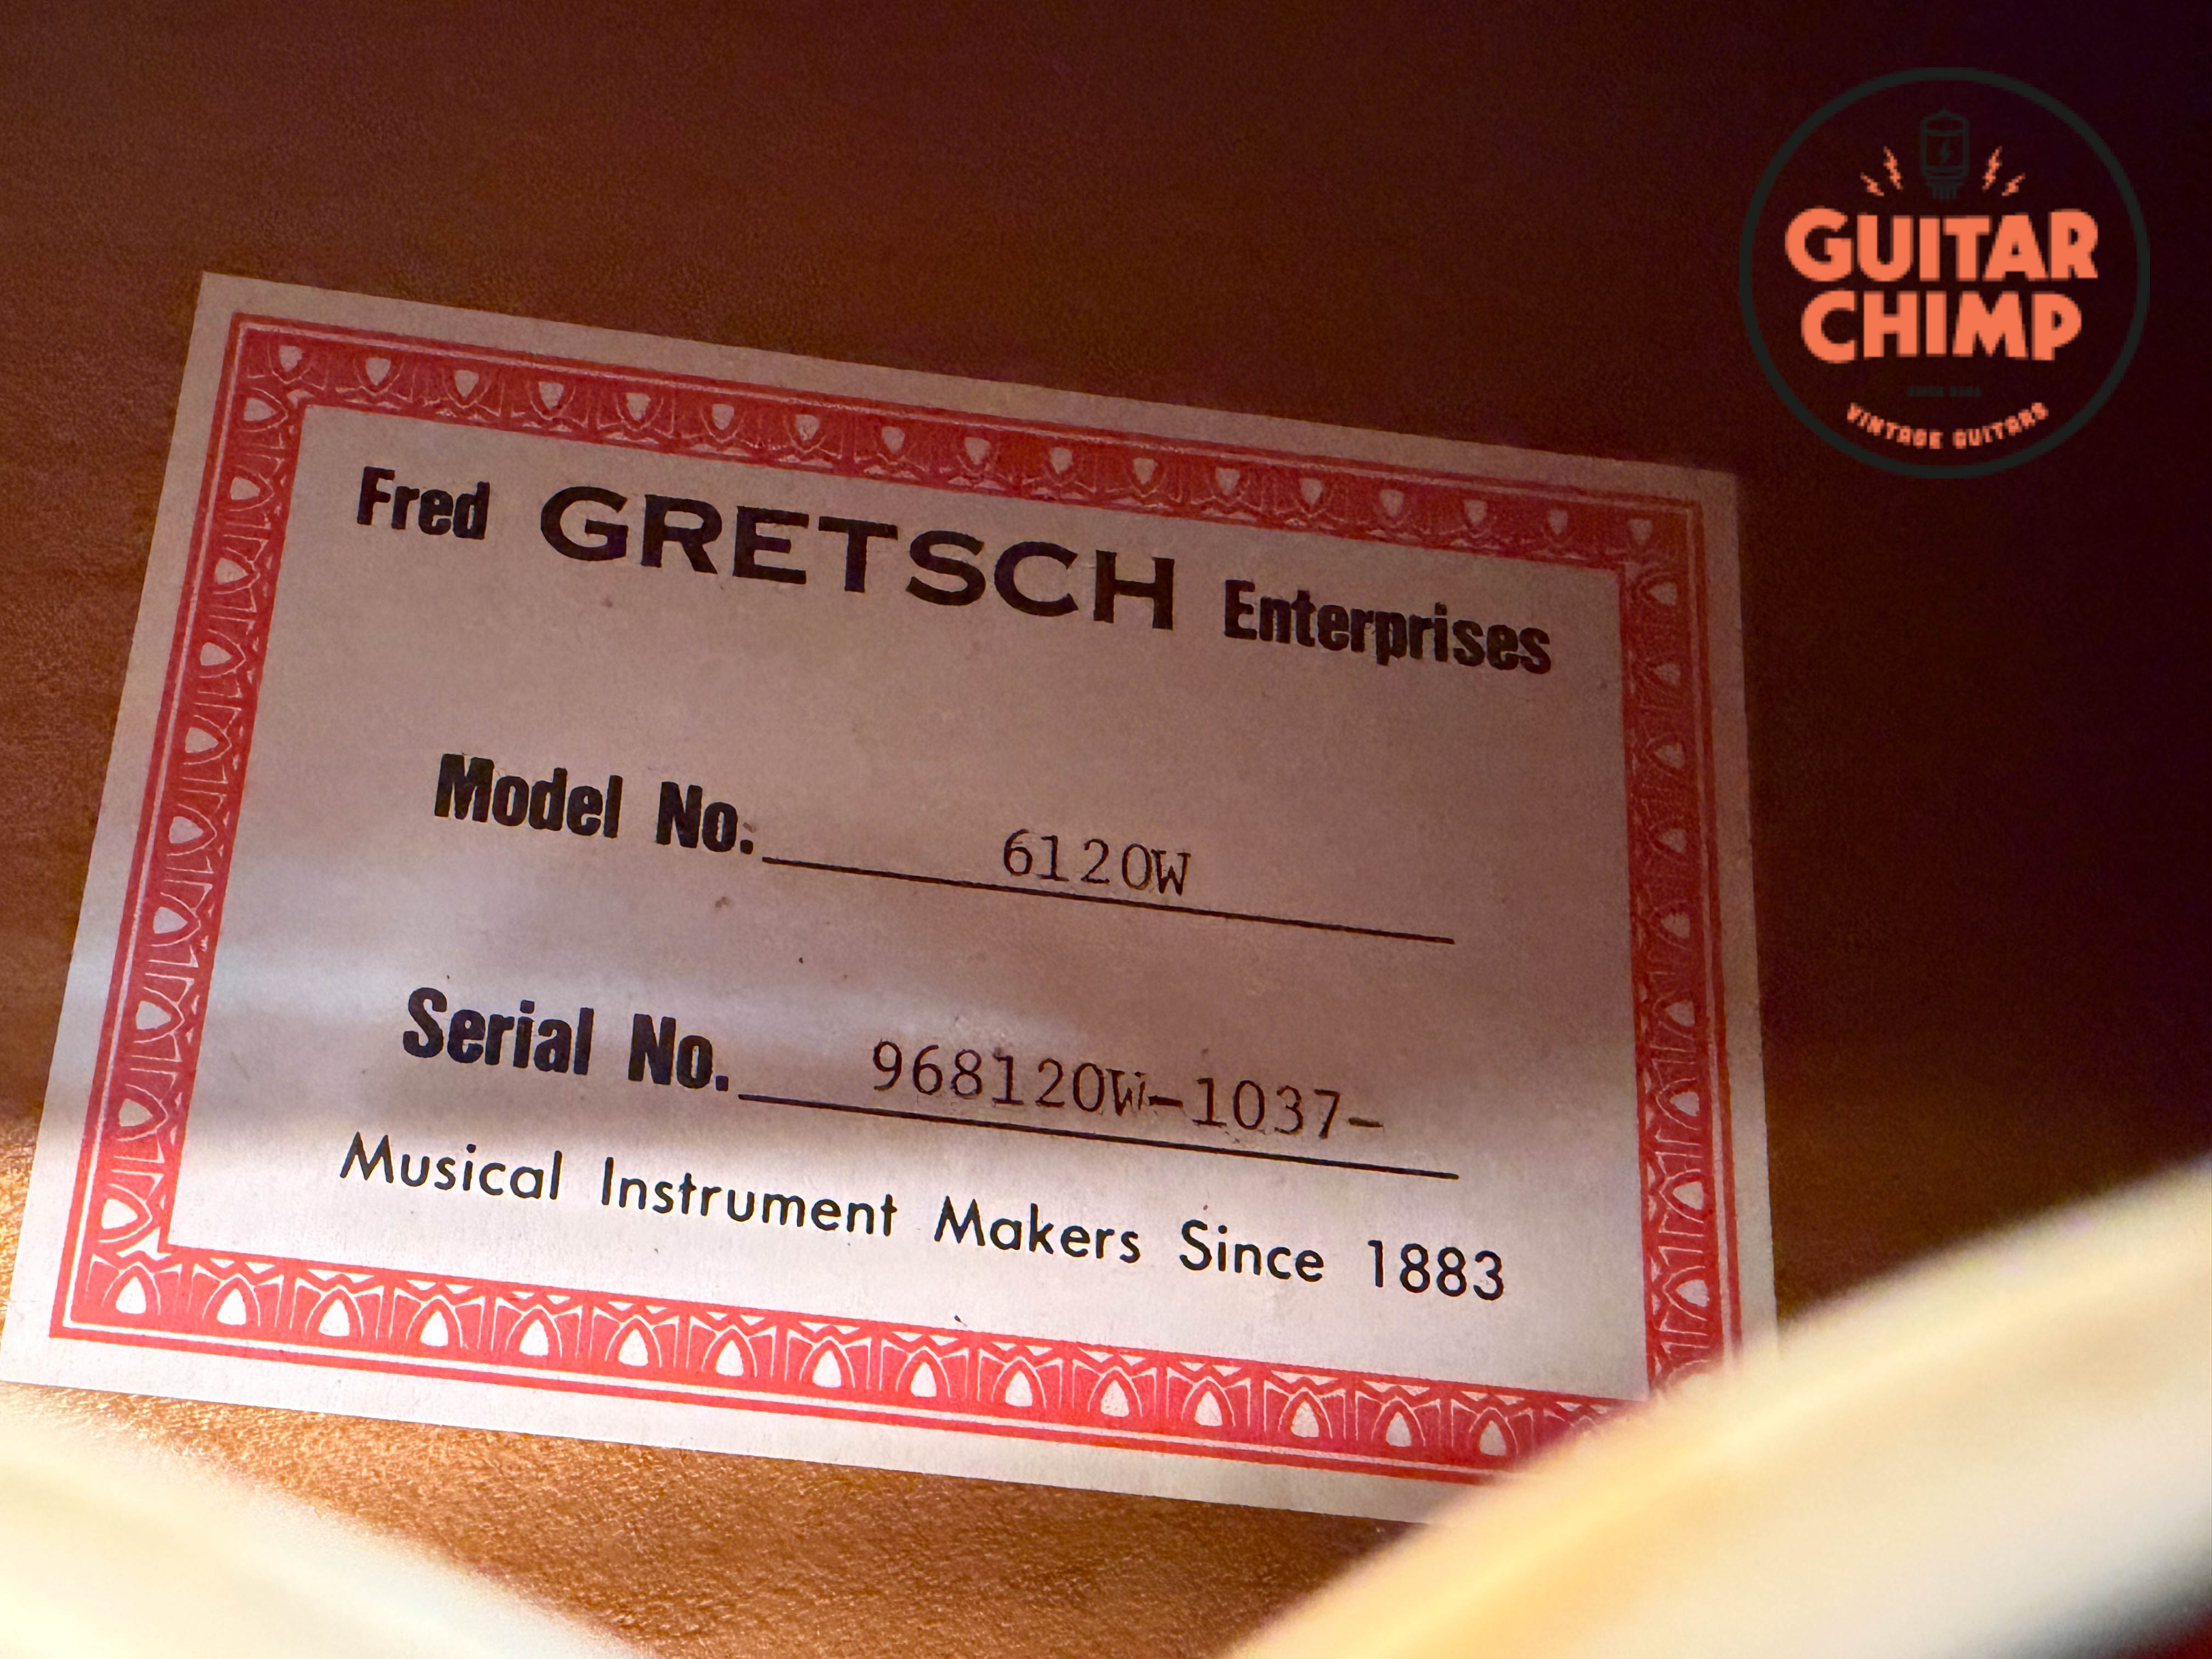 GUITAR
CHIMP
VINTAGE GUITARS
Fred GRETSCH Enterprises
Model No. 6120W
Serial No. 968120W-1037-
Musical Instrument Makers Since 1883